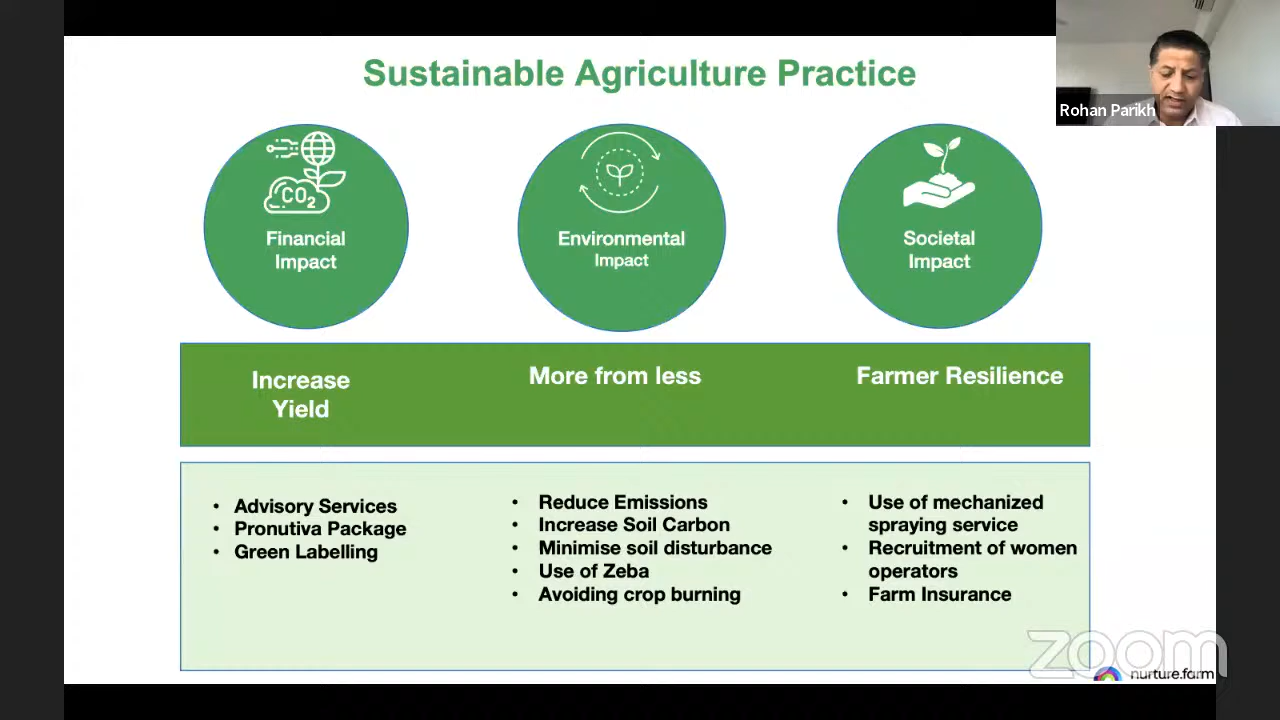 Sustainable Agriculture Practice
Rohan Parikh
CO2
Financial
Impact
Environmental
Impact
Societal
Impact
Increase
Yield
More from less
Farmer Resilience
• Advisory Services
• Pronutiva Package
• Green Labelling
• Reduce Emissions
• Increase Soil Carbon
• Minimise soil disturbance
• Use of Zeba
• Avoiding crop burning
• Use of mechanized
spraying service
• Recruitment of women
operators
• Farm Insurance
zoom
nurture.farm